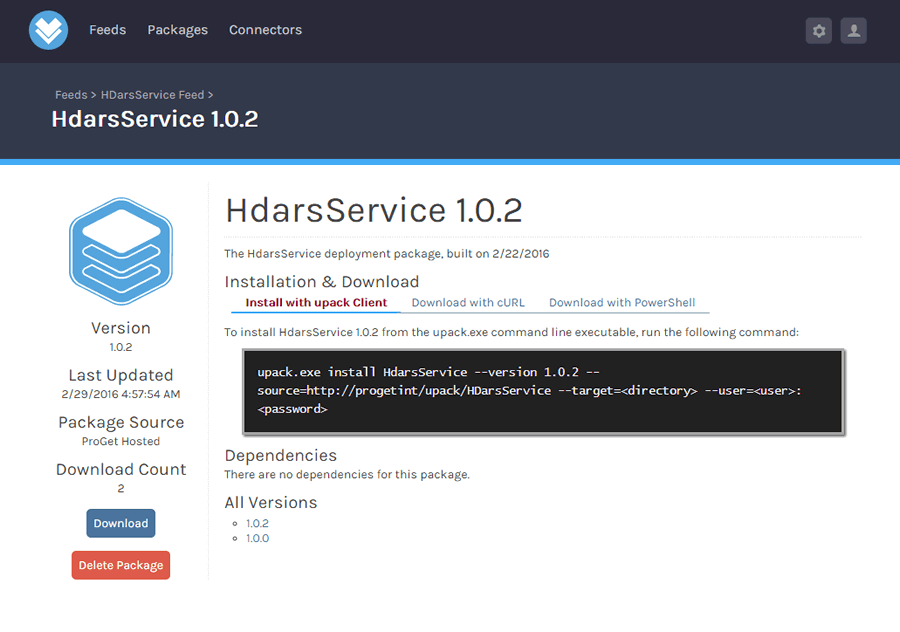 Feeds Packages Connectors
Feeds > HDarsService Feed >
HdarsService 1.0.2
Version
1.0.2
Last Updated
2/29/2016 4:57:54 AM
Package Source
ProGet Hosted
Download Count
2
Download
Delete Package
HdarsService 1.0.2
The HdarsService deployment package, built on 2/22/2016
Installation & Download
Install with upack Client Download with cURL Download with PowerShell
To install HdarsService 1.0.2 from the upack.exe command line executable, run the following command:
upack.exe install HdarsService --version 1.0.2 --
source=http://progetint/upack/HDarsService --target=<directory> --user=<user>:
<password>
Dependencies
There are no dependencies for this package.
All Versions
1.0.2
1.0.0